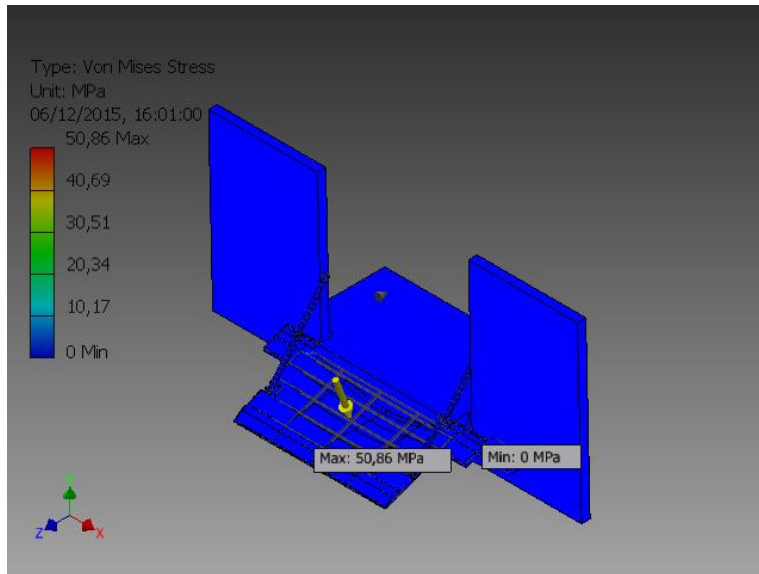 Type: Von Mises Stress
Unit: MPa
06/12/2015, 16:01:00
50,86 Max
40,69
30,51
20,34
10,17
0 Min
Max: 50,86 MPa
Min: 0 MPa
Y
Z
X